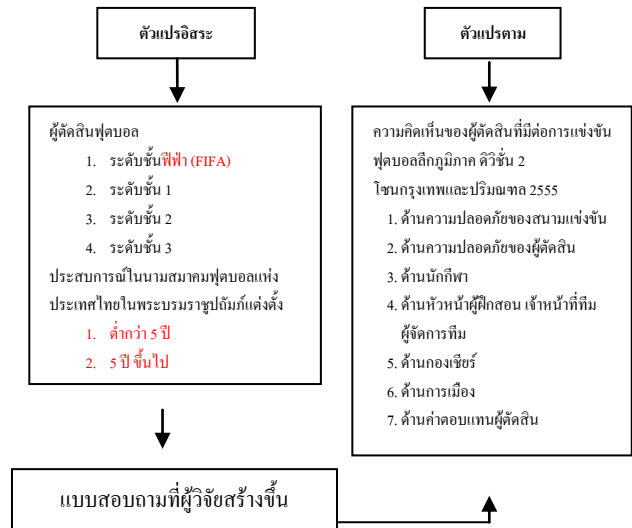 ตัวแปรอิสระ
ตัวแปรตาม
ผู้ตัดสินฟุตบอล
1. ระดับชั้นฟีฟ่า (FIFA)
2. ระดับชั้น 1
3. ระดับชั้น 2
4. ระดับชั้น 3
ประสบการณ์ในนามสมาคมฟุตบอลแห่ง
ประเทศไทยในพระบรมราชูปถัมภ์แต่งตั้ง
1. ต่ำกว่า 5 ปี
2. 5 ปี ขึ้นไป
ความคิดเห็นของผู้ตัดสินที่มีต่อการแข่งขัน
ฟุตบอลลีกภูมิภาค ดิวิชั่น 2
โซนกรุงเทพและปริมณฑล 2555
1. ด้านความปลอดภัยของสนามแข่งขัน
2. ด้านความปลอดภัยของผู้ตัดสิน
3. ด้านนักกีฬา
4. ด้านหัวหน้าผู้ฝึกสอน เจ้าหน้าที่ทีม
ผู้จัดการทีม
5. ด้านกองเชียร์
6. ด้านการเมือง
7. ด้านค่าตอบแทนผู้ตัดสิน
แบบสอบถามที่ผู้วิจัยสร้างขึ้น